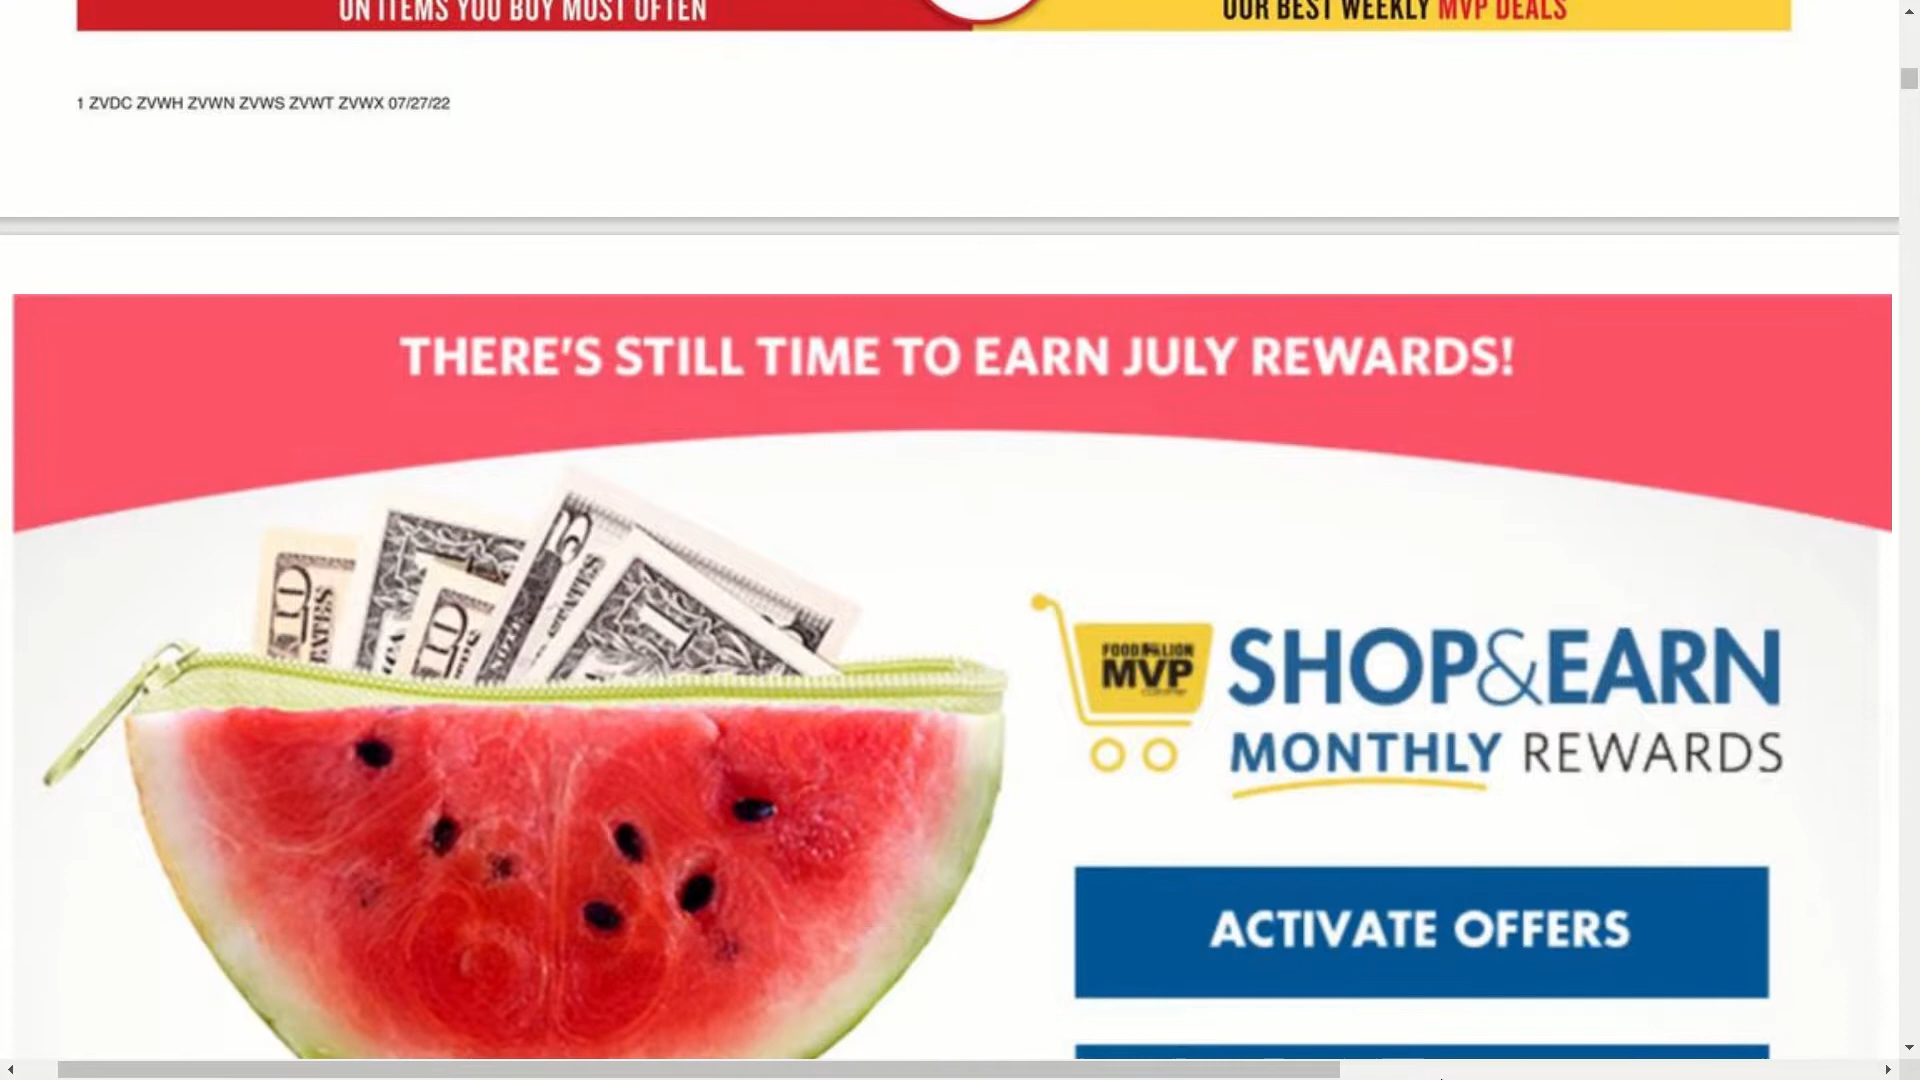 ON ITEMS YOU BUY MOST OFTEN
OUR BEST WEEKLY MVP DEALS
1 ZVDC ZVWH ZVWN ZVWS ZVWT ZVWX 07/27/22
THERE'S STILL TIME TO EARN JULY REWARDS!
FOOD LION
MVP
SHOP&EARN
MONTHLY REWARDS
ACTIVATE OFFERS